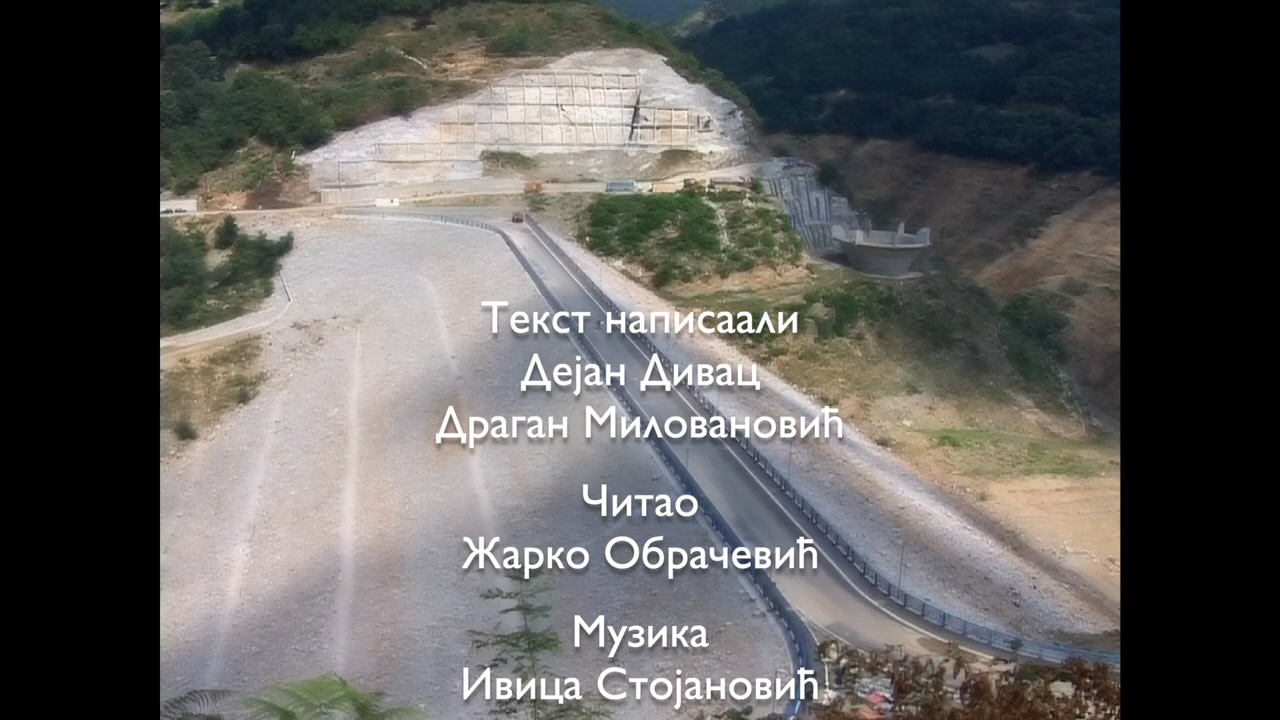 Текст написаали
Дејан Дивац
Драган Миловановић
Читао
Жарко Обрачевић
Музика
Ивица Стојановић